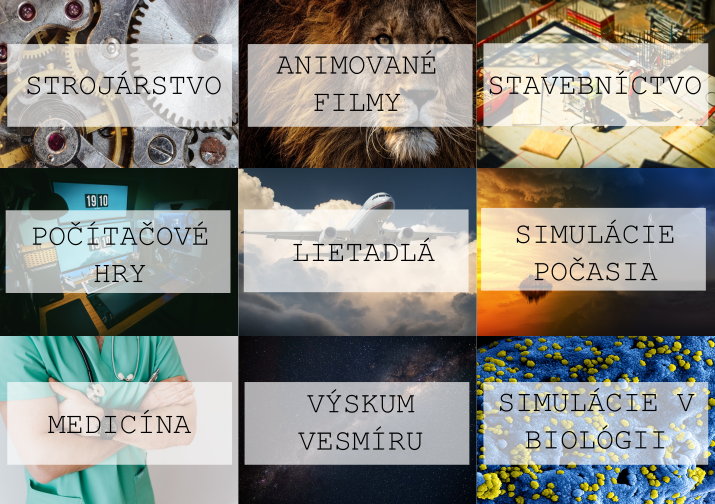 STROJÁRSTVO
ANIMOVANÉ
FILMY
STAVEBNÍCTVO
POČÍTAČOVÉ
HRY
19 10
LIETADLÁ
SIMULÁCIE
POČASIA
MEDICÍNA
VÝSKUM
VESMÍRU
SIMULÁCIE V
BIOLÓGII